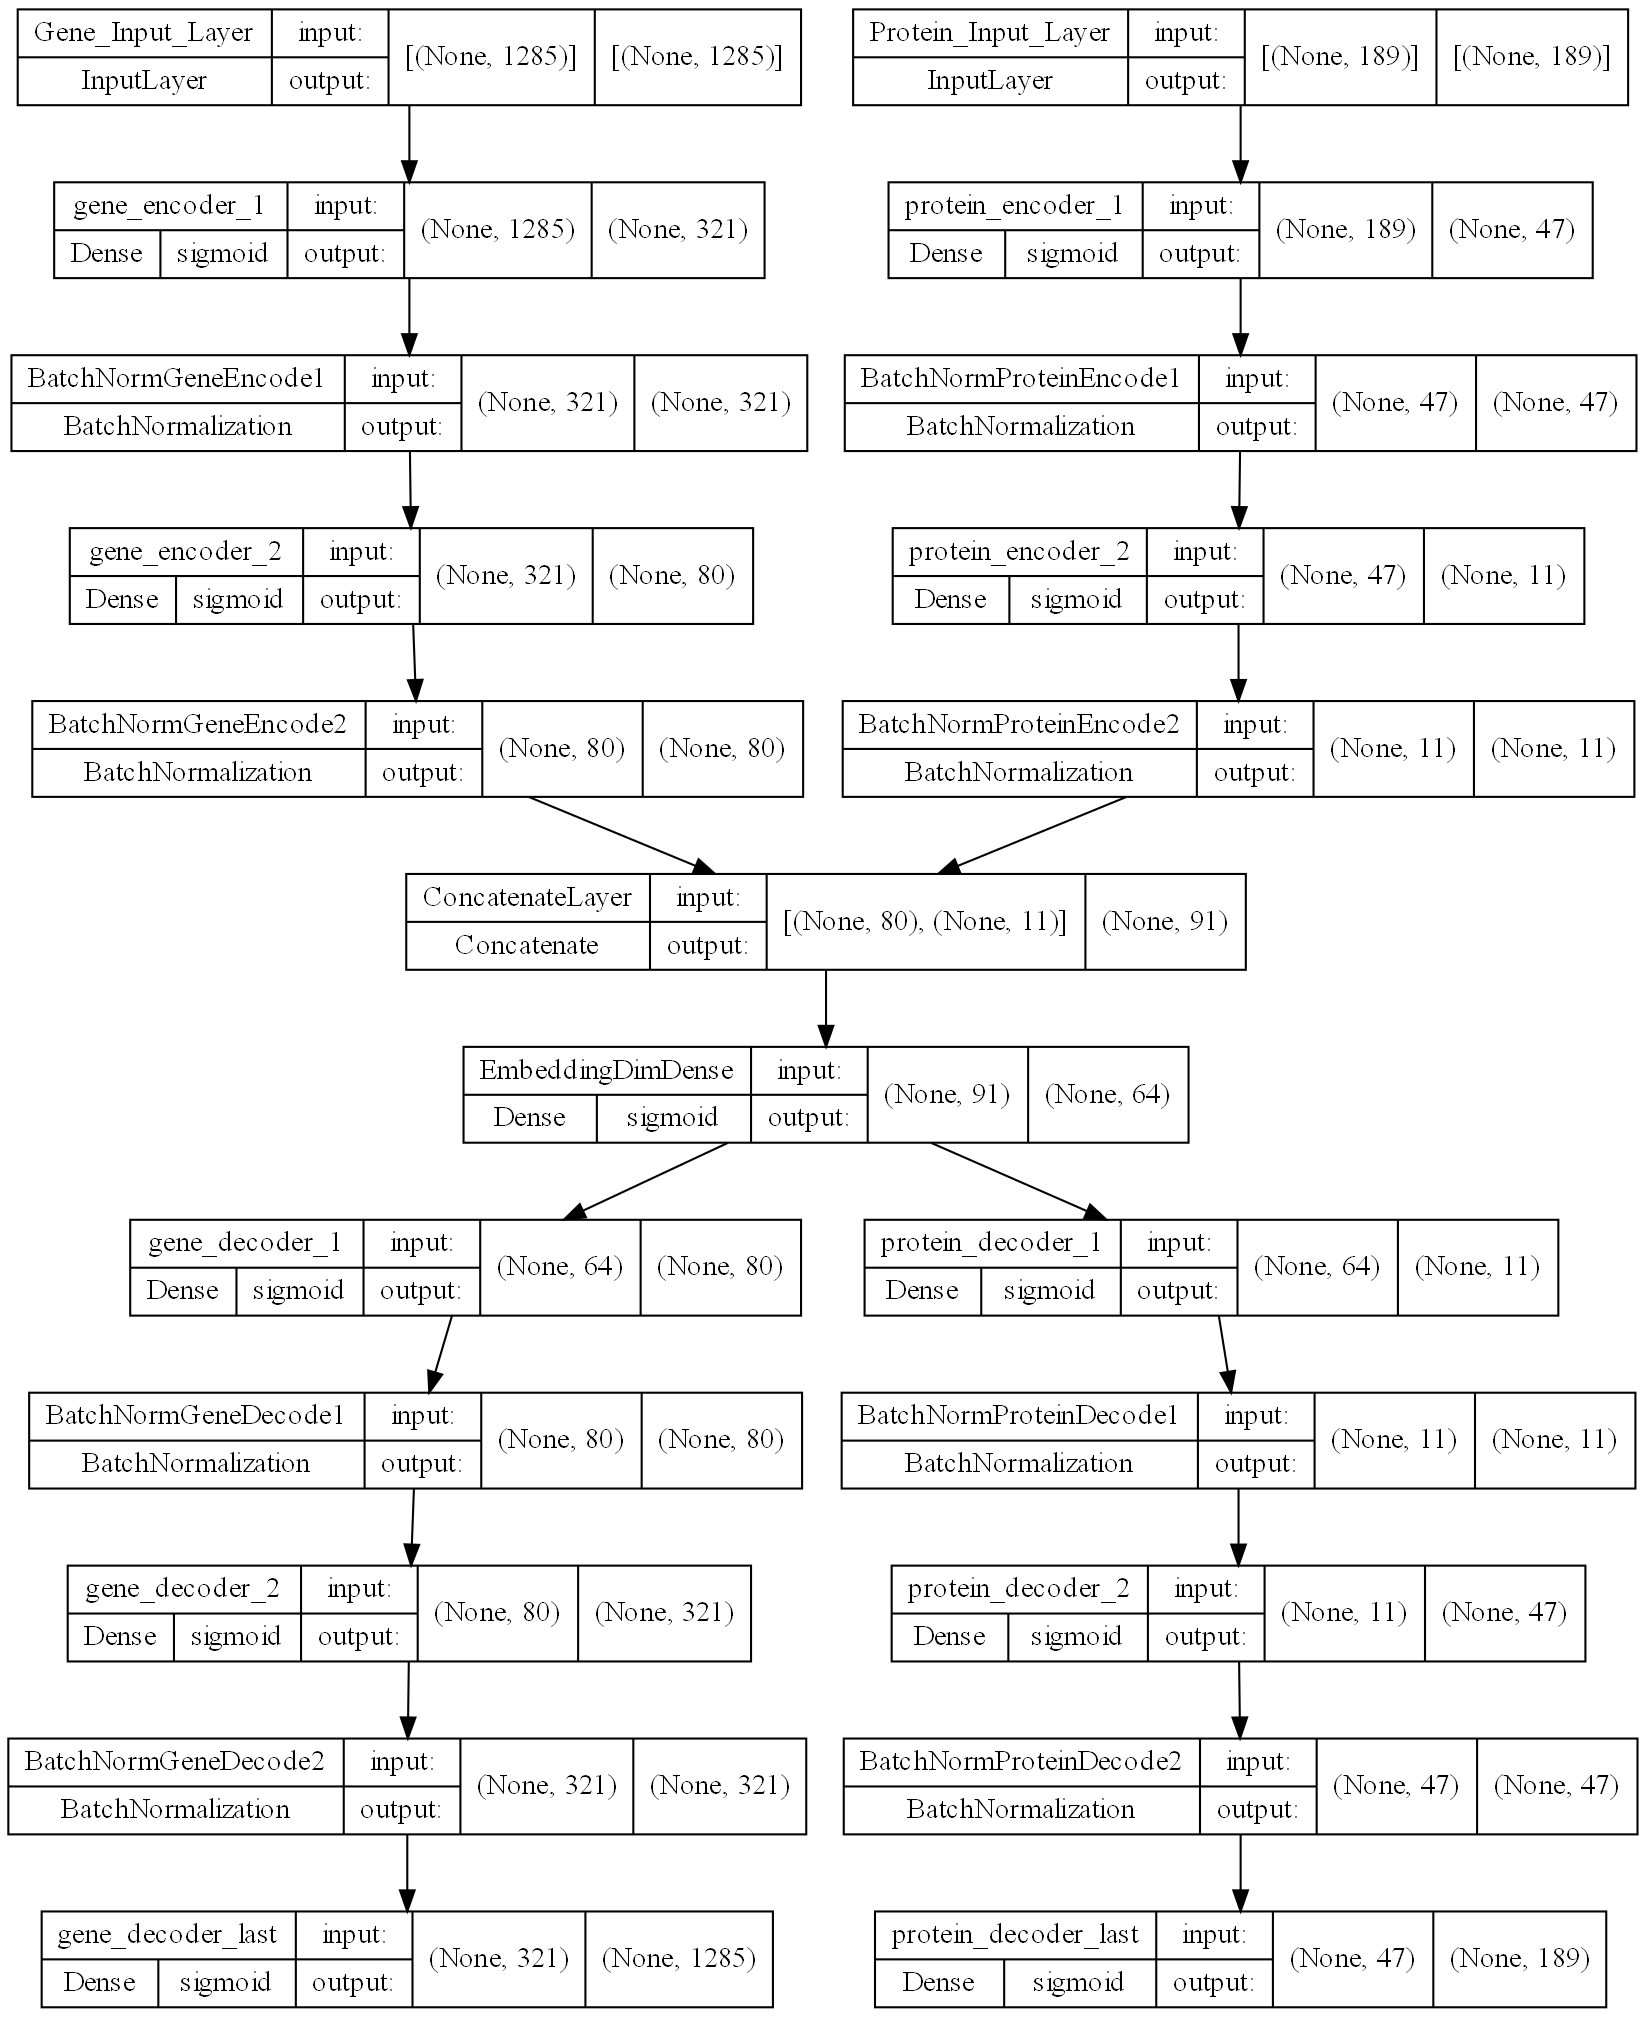 Gene_Input_Layer input: [(None, 1285)] [(None, 1285)]
InputLayer output:
Protein_Input_Layer input: [(None, 189)] [(None, 189)]
InputLayer output:
gene_encoder_1 input: (None, 1285) (None, 321)
Dense sigmoid output:
protein_encoder_1 input: (None, 189) (None, 47)
Dense sigmoid output:
BatchNormGeneEncode1 input: (None, 321) (None, 321)
BatchNormalization output:
BatchNormProteinEncode1 input: (None, 47) (None, 47)
BatchNormalization output:
gene_encoder_2 input: (None, 321) (None, 80)
Dense sigmoid output:
protein_encoder_2 input: (None, 47) (None, 11)
Dense sigmoid output:
BatchNormGeneEncode2 input: (None, 80) (None, 80)
BatchNormalization output:
BatchNormProteinEncode2 input: (None, 11) (None, 11)
BatchNormalization output:
ConcatenateLayer input: [(None, 80), (None, 11)] (None, 91)
Concatenate output:
EmbeddingDimDense input: (None, 91) (None, 64)
Dense sigmoid output:
gene_decoder_1 input: (None, 64) (None, 80)
Dense sigmoid output:
protein_decoder_1 input: (None, 64) (None, 11)
Dense sigmoid output:
BatchNormGeneDecode1 input: (None, 80) (None, 80)
BatchNormalization output:
BatchNormProteinDecode1 input: (None, 11) (None, 11)
BatchNormalization output:
gene_decoder_2 input: (None, 80) (None, 321)
Dense sigmoid output:
protein_decoder_2 input: (None, 11) (None, 47)
Dense sigmoid output:
BatchNormGeneDecode2 input: (None, 321) (None, 321)
BatchNormalization output:
BatchNormProteinDecode2 input: (None, 47) (None, 47)
BatchNormalization output:
gene_decoder_last input: (None, 321) (None, 1285)
Dense sigmoid output:
protein_decoder_last input: (None, 47) (None, 189)
Dense sigmoid output: